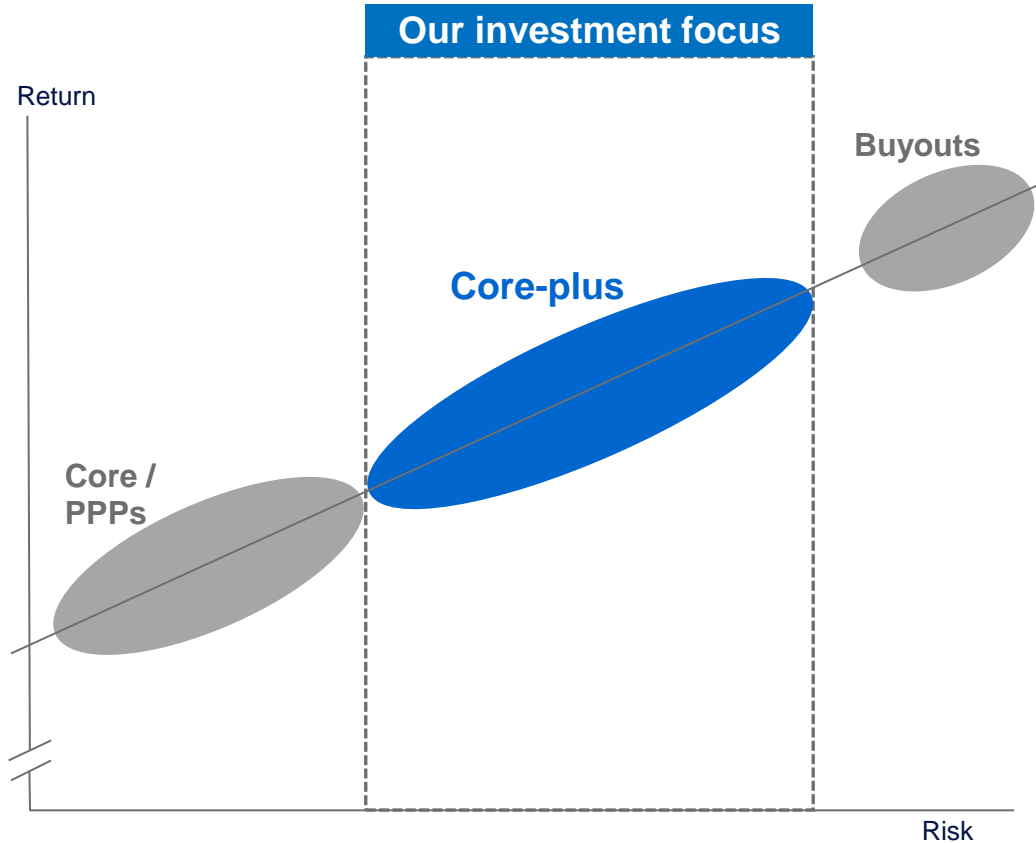 Our investment focus
Return
Buyouts
Core-plus
Core /
PPPs
Risk